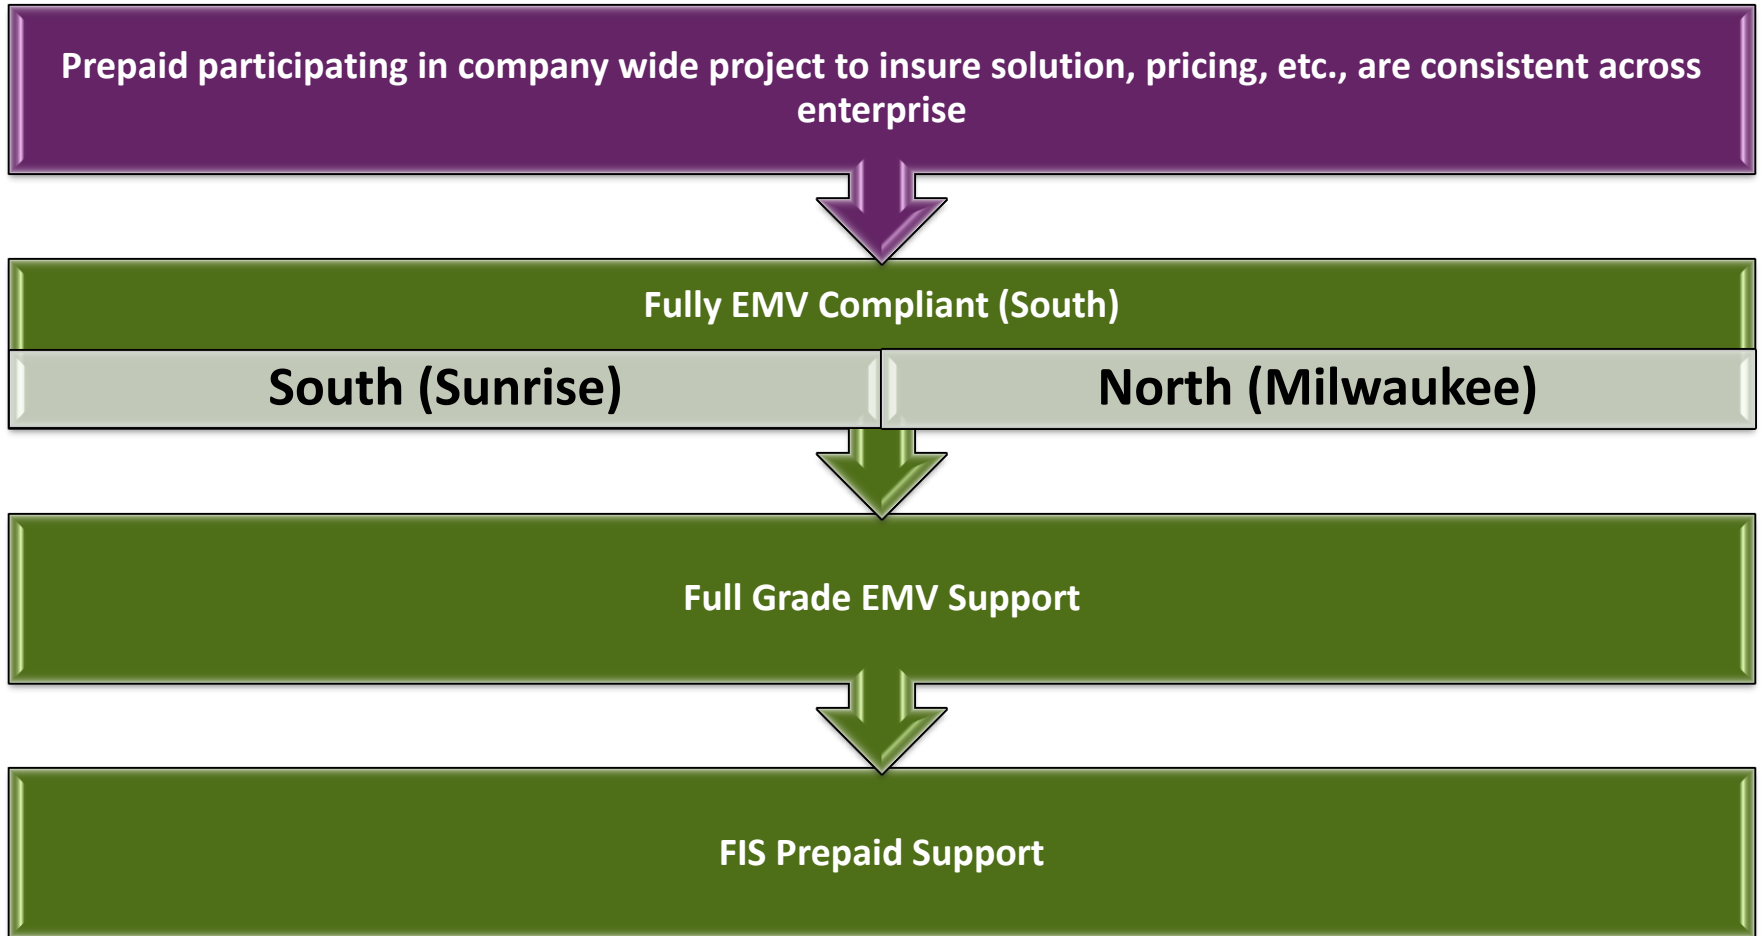 Prepaid participating in company wide project to insure solution, pricing, etc., are consistent across
enterprise
Fully EMV Compliant (South)
South (Sunrise)
North (Milwaukee)
Full Grade EMV Support
FIS Prepaid Support